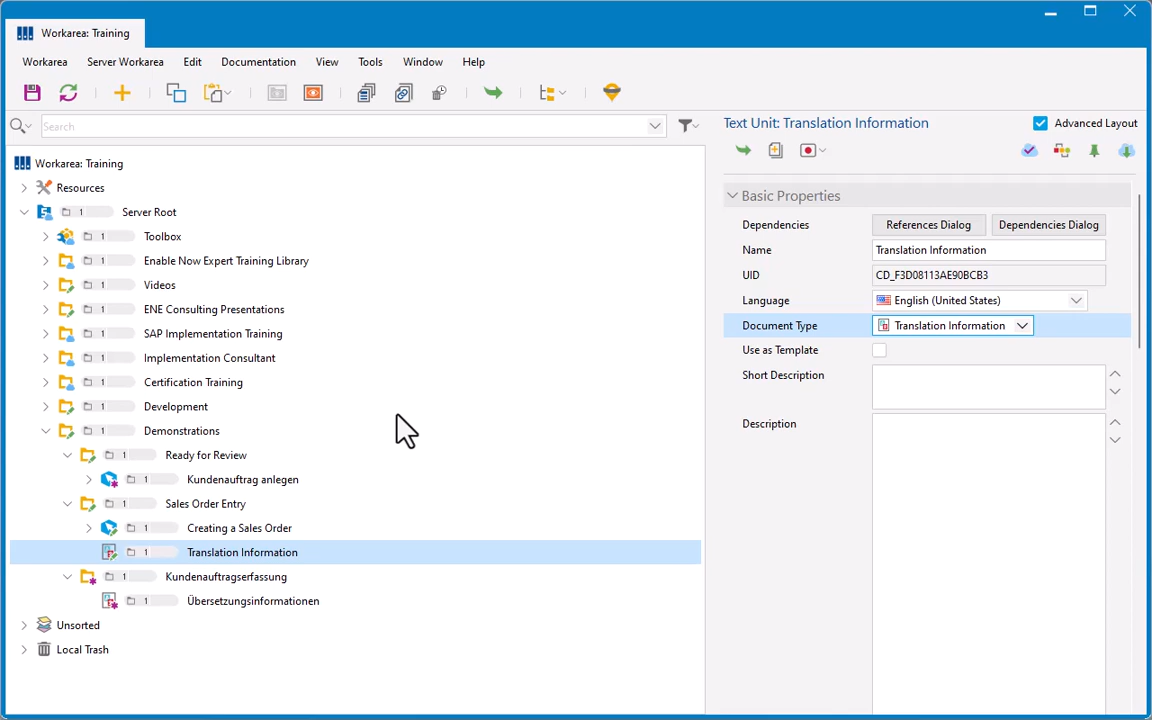 Workarea: Training
Workarea Server Workarea Edit Documentation View Tools Window Help
Search
Workarea: Training
Resources
1 Server Root
1 Toolbox
1 Enable Now Expert Training Library
1 Videos
1 ENE Consulting Presentations
1 SAP Implementation Training
1 Implementation Consultant
1 Certification Training
1 Development
1 Demonstrations
1 Ready for Review
1 Kundenauftrag anlegen
1 Sales Order Entry
1 Creating a Sales Order
1 Translation Information
1 Kundenauftragserfassung
1 Übersetzungsinformationen
Unsorted
Local Trash
Text Unit: Translation Information
Advanced Layout
Basic Properties
Dependencies References Dialog Dependencies Dialog
Name Translation Information
UID CD_F3D08113AE90BCB3
Language English (United States)
Document Type Translation Information
Use as Template
Short Description
Description